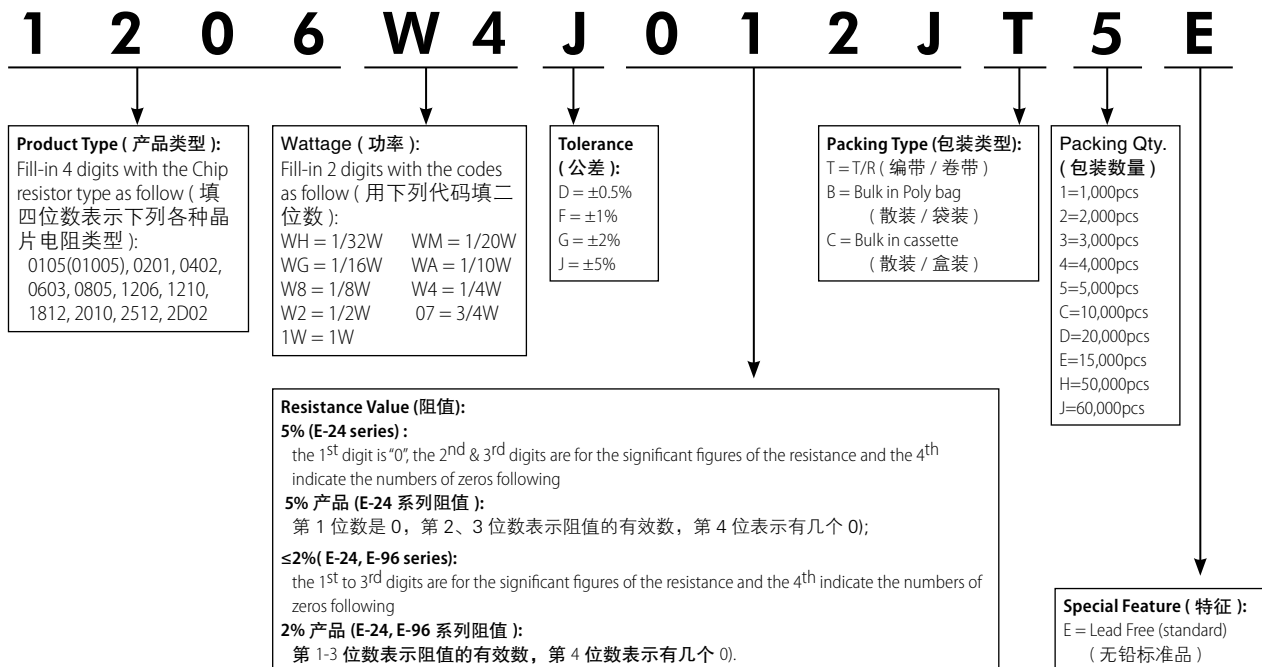 1 2 0 6 W 4 J 0 1 2 J T 5 E
Product Type ( 产品类型 ):
Fill-in 4 digits with the Chip
resistor type as follow ( 填
四位数表示下列各种晶
片电阻类型 ):
0105(01005), 0201, 0402,
0603, 0805, 1206, 1210,
1812, 2010, 2512, 2D02
Wattage ( 功率 ):
Fill-in 2 digits with the codes
as follow ( 用下列代码填二
位数 ):
WH = 1/32W WM = 1/20W
WG = 1/16W WA = 1/10W
W8 = 1/8W W4 = 1/4W
W2 = 1/2W 07 = 3/4W
1W = 1W
Tolerance
( 公差 ):
D = ±0.5%
F = ±1%
G = ±2%
J = ±5%
Packing Type (包装类型):
T = T/R ( 编带 / 卷带 )
B = Bulk in Poly bag
( 散装 / 袋装 )
C = Bulk in cassette
( 散装 / 盒装 )
Packing Qty.
( 包装数量 )
1=1,000pcs
2=2,000pcs
3=3,000pcs
4=4,000pcs
5=5,000pcs
C=10,000pcs
D=20,000pcs
E=15,000pcs
H=50,000pcs
J=60,000pcs
Resistance Value (阻值):
5% (E-24 series) :
the 1st digit is "0", the 2nd & 3rd digits are for the significant figures of the resistance and the 4th
indicate the numbers of zeros following
5% 产品 (E-24 系列阻值 ):
第 1 位数是 0，第 2、3 位数表示阻值的有效数，第 4 位表示有几个 0);
≤2%( E-24, E-96 series):
the 1st to 3rd digits are for the significant figures of the resistance and the 4th indicate the numbers of
zeros following
2% 产品 (E-24, E-96 系列阻值 ):
第 1-3 位数表示阻值的有效数，第 4 位数表示有几个 0).
Special Feature ( 特征 ):
E = Lead Free (standard)
( 无铅标准品 )